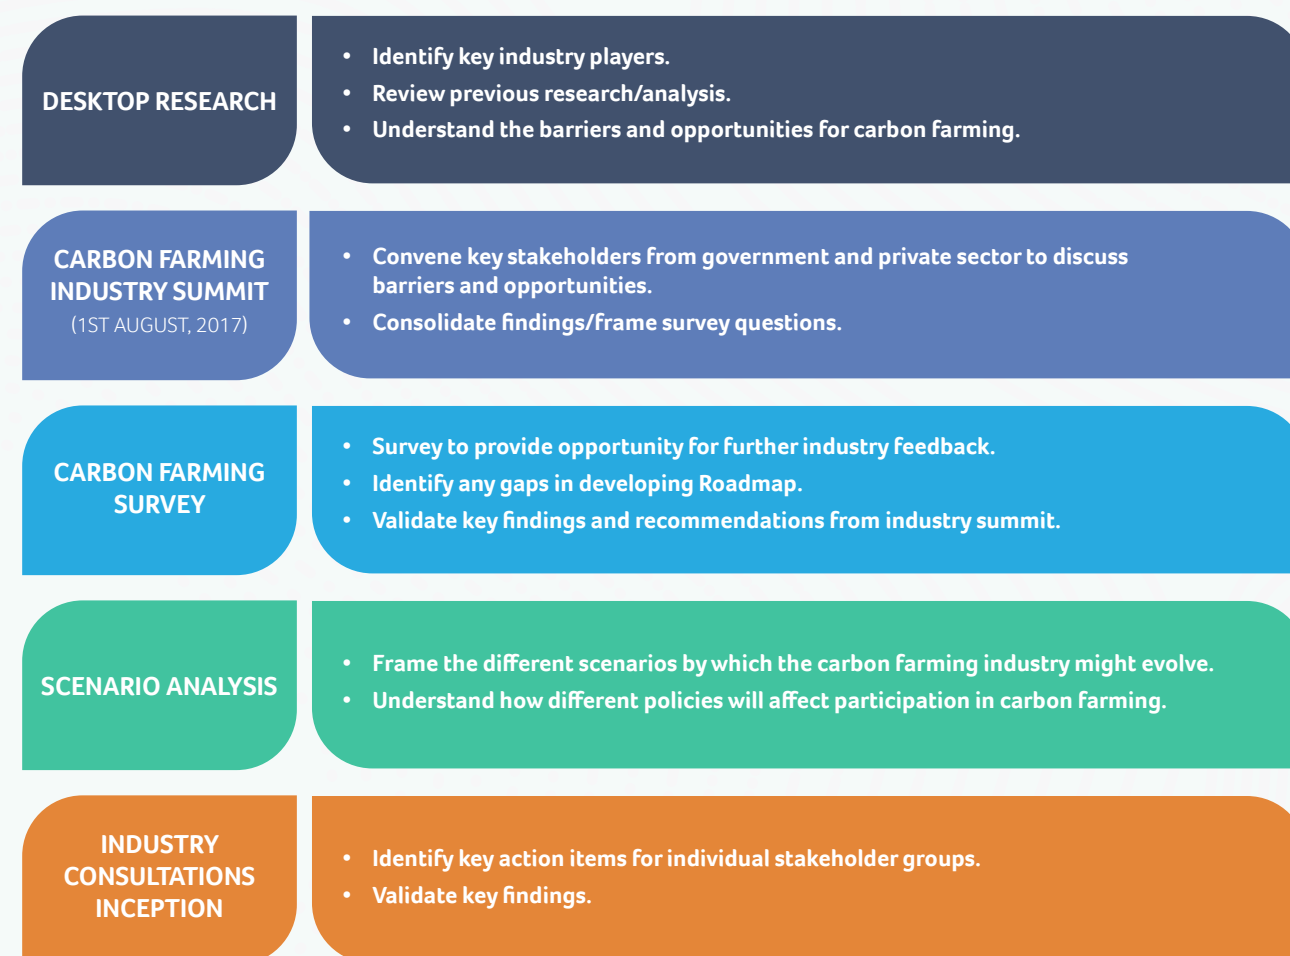 DESKTOP RESEARCH
• Identify key industry players.
• Review previous research/analysis.
• Understand the barriers and opportunities for carbon farming.
CARBON FARMING
INDUSTRY SUMMIT
(1ST AUGUST, 2017)
• Convene key stakeholders from government and private sector to discuss
barriers and opportunities.
• Consolidate findings/frame survey questions.
CARBON FARMING
SURVEY
• Survey to provide opportunity for further industry feedback.
• Identify any gaps in developing Roadmap.
• Validate key findings and recommendations from industry summit.
SCENARIO ANALYSIS
• Frame the different scenarios by which the carbon farming industry might evolve.
• Understand how different policies will affect participation in carbon farming.
INDUSTRY
CONSULTATIONS
INCEPTION
• Identify key action items for individual stakeholder groups.
• Validate key findings.